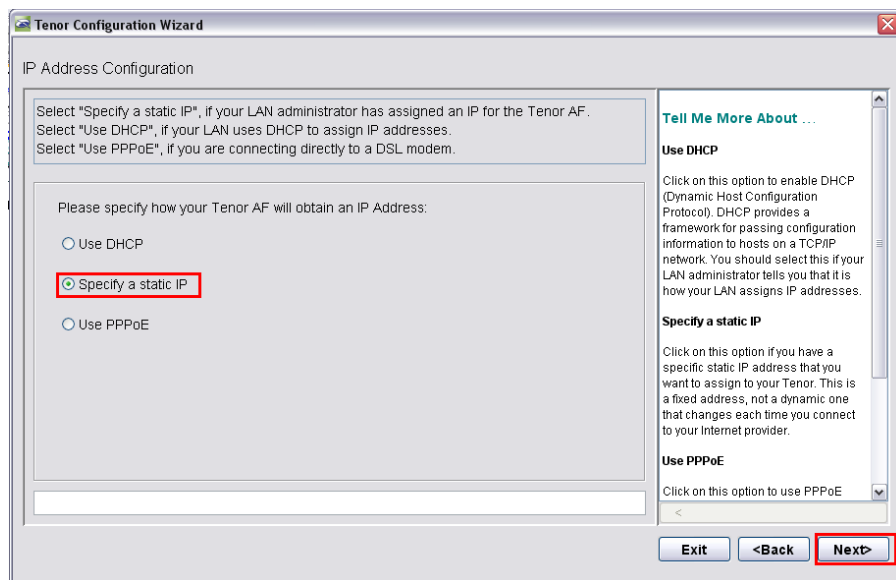 Tenor Configuration Wizard
IP Address Configuration
Select "Specify a static IP", if your LAN administrator has assigned an IP for the Tenor AF.
Select "Use DHCP", if your LAN uses DHCP to assign IP addresses.
Select "Use PPPoE", if you are connecting directly to a DSL modem.
Please specify how your Tenor AF will obtain an IP Address:
Use DHCP
Specify a static IP
Use PPPoE
Tell Me More About ...
Use DHCP
Click on this option to enable DHCP
(Dynamic Host Configuration
Protocol). DHCP provides a
framework for passing configuration
information to hosts on a TCP/IP
network. You should select this if your
LAN administrator tells you that it is
how your LAN assigns IP addresses.
Specify a static IP
Click on this option if you have a
specific static IP address that you
want to assign to your Tenor. This is
a fixed address, not a dynamic one
that changes each time you connect
to your Internet provider.
Use PPPoE
Click on this option to use PPPoE
Exit
<Back
Next>